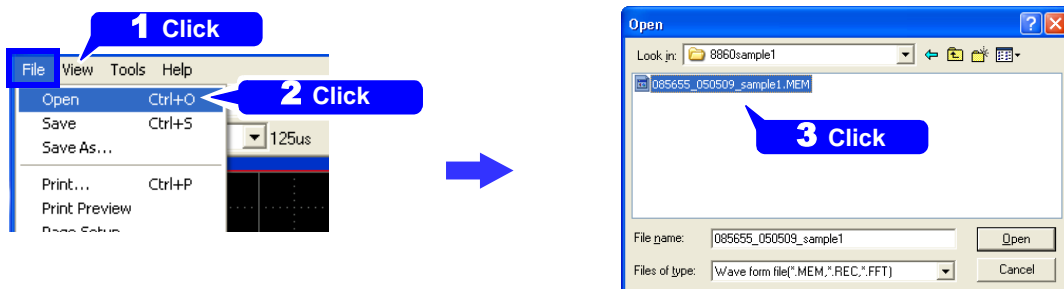 1 Click
File View Tools Help
Open Ctrl+O
2 Click
Save Ctrl+S
Save As...
125us
Print... Ctrl+P
Print Preview
Page Setup
Open
Look in: 8860sample1
085655_050509_sample1.MEM
3 Click
File name: 085655_050509_sample1 Open
Files of type: Wave form file(*.MEM,*.REC,*.FFT) Cancel